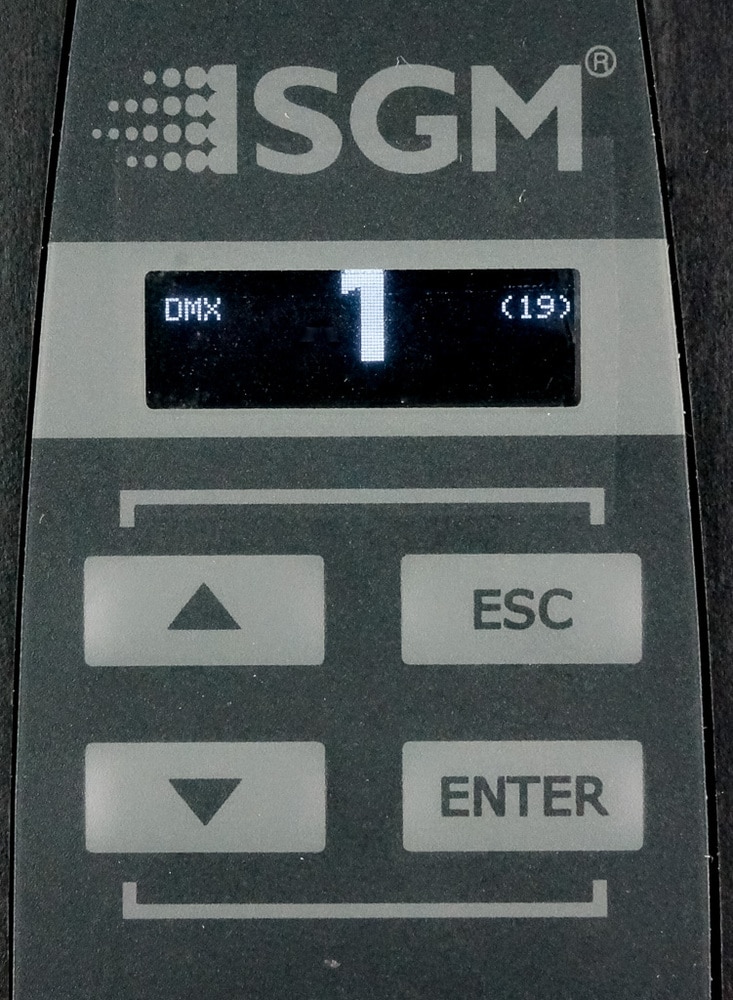 SGM®
DMX 1 (19)
ESC
ENTER